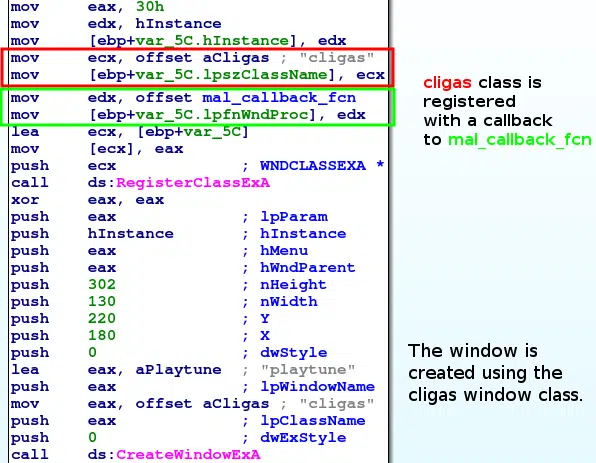 mov eax, 30h
mov edx, hInstance
mov [ebp+var_5C.hInstance], edx
mov ecx, offset aCligas ; "cligas"
mov [ebp+var_5C.lpszClassName], ecx
mov edx, offset mal_callback_fcn
mov [ebp+var_5C.lpfnWndProc], edx
lea ecx, [ebp+var_5C]
mov [ecx], eax
push ecx ; WNDCLASSEXA *
call ds:RegisterClassExA
xor eax, eax
push eax ; lpParam
push hInstance ; hInstance
push eax ; hMenu
push eax ; hWndParent
push 302 ; nHeight
push 130 ; nWidth
push 220 ; Y
push 180 ; X
push 0 ; dwStyle
lea eax, aPlaytune ; "playtune"
push eax ; lpWindowName
mov eax, offset aCligas ; "cligas"
push eax ; lpClassName
push 0 ; dwExStyle
call ds:CreateWindowExA
cligas class is
registered
with a callback
to mal_callback_fcn
The window is
created using the
cligas window class.